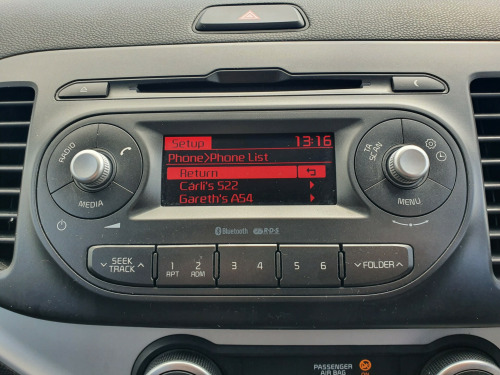 Setup 13:16
Phone>Phone List
Return
Cárli's S22
Gareth's A54
RADIO
MEDIA
TA
SCAN
MENU
Bluetooth RDS
SEEK
TRACK
1 2
RPT RDM
3 4
5 6
FOLDER
PASSENGER
AIR BAG